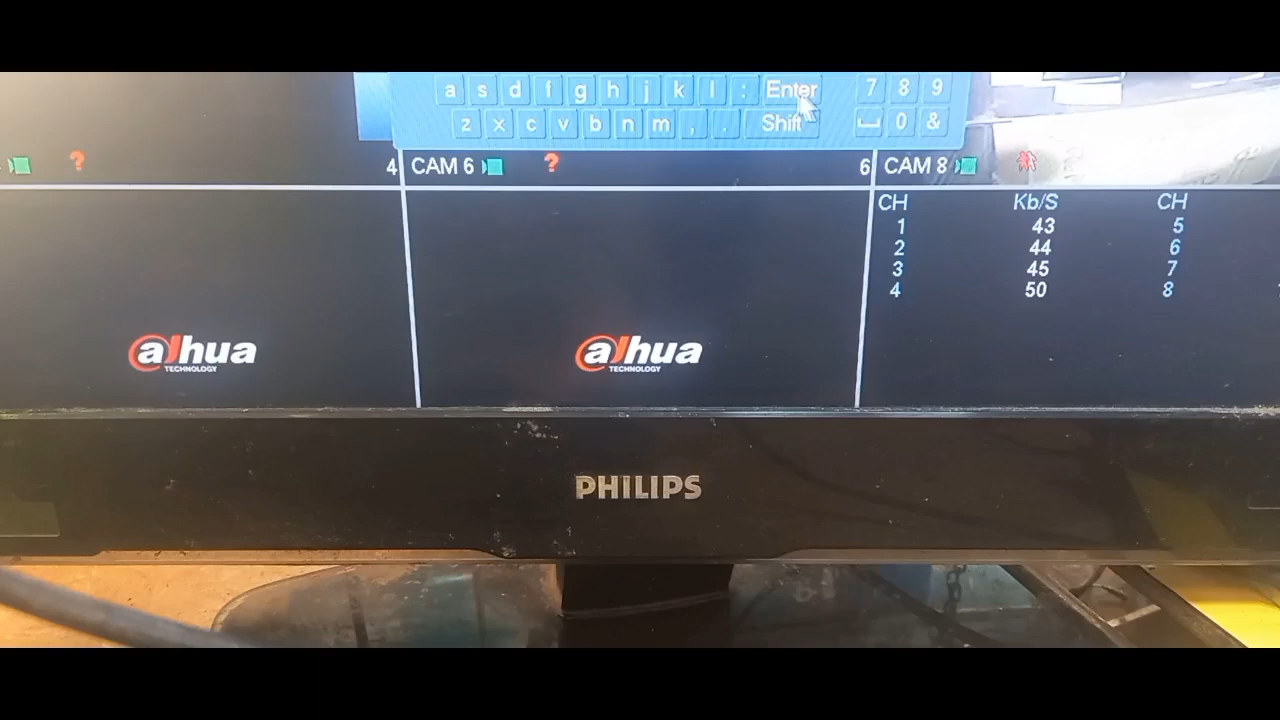 a s d f g h j k l : Enter 7 8 9
z x c v b n m , . Shift 0 &
? 4 CAM 6 ? 6 CAM 8
CH Kb/S CH
1 43 5
2 44 6
3 45 7
4 50 8
alhua TECHNOLOGY
alhua TECHNOLOGY
PHILIPS